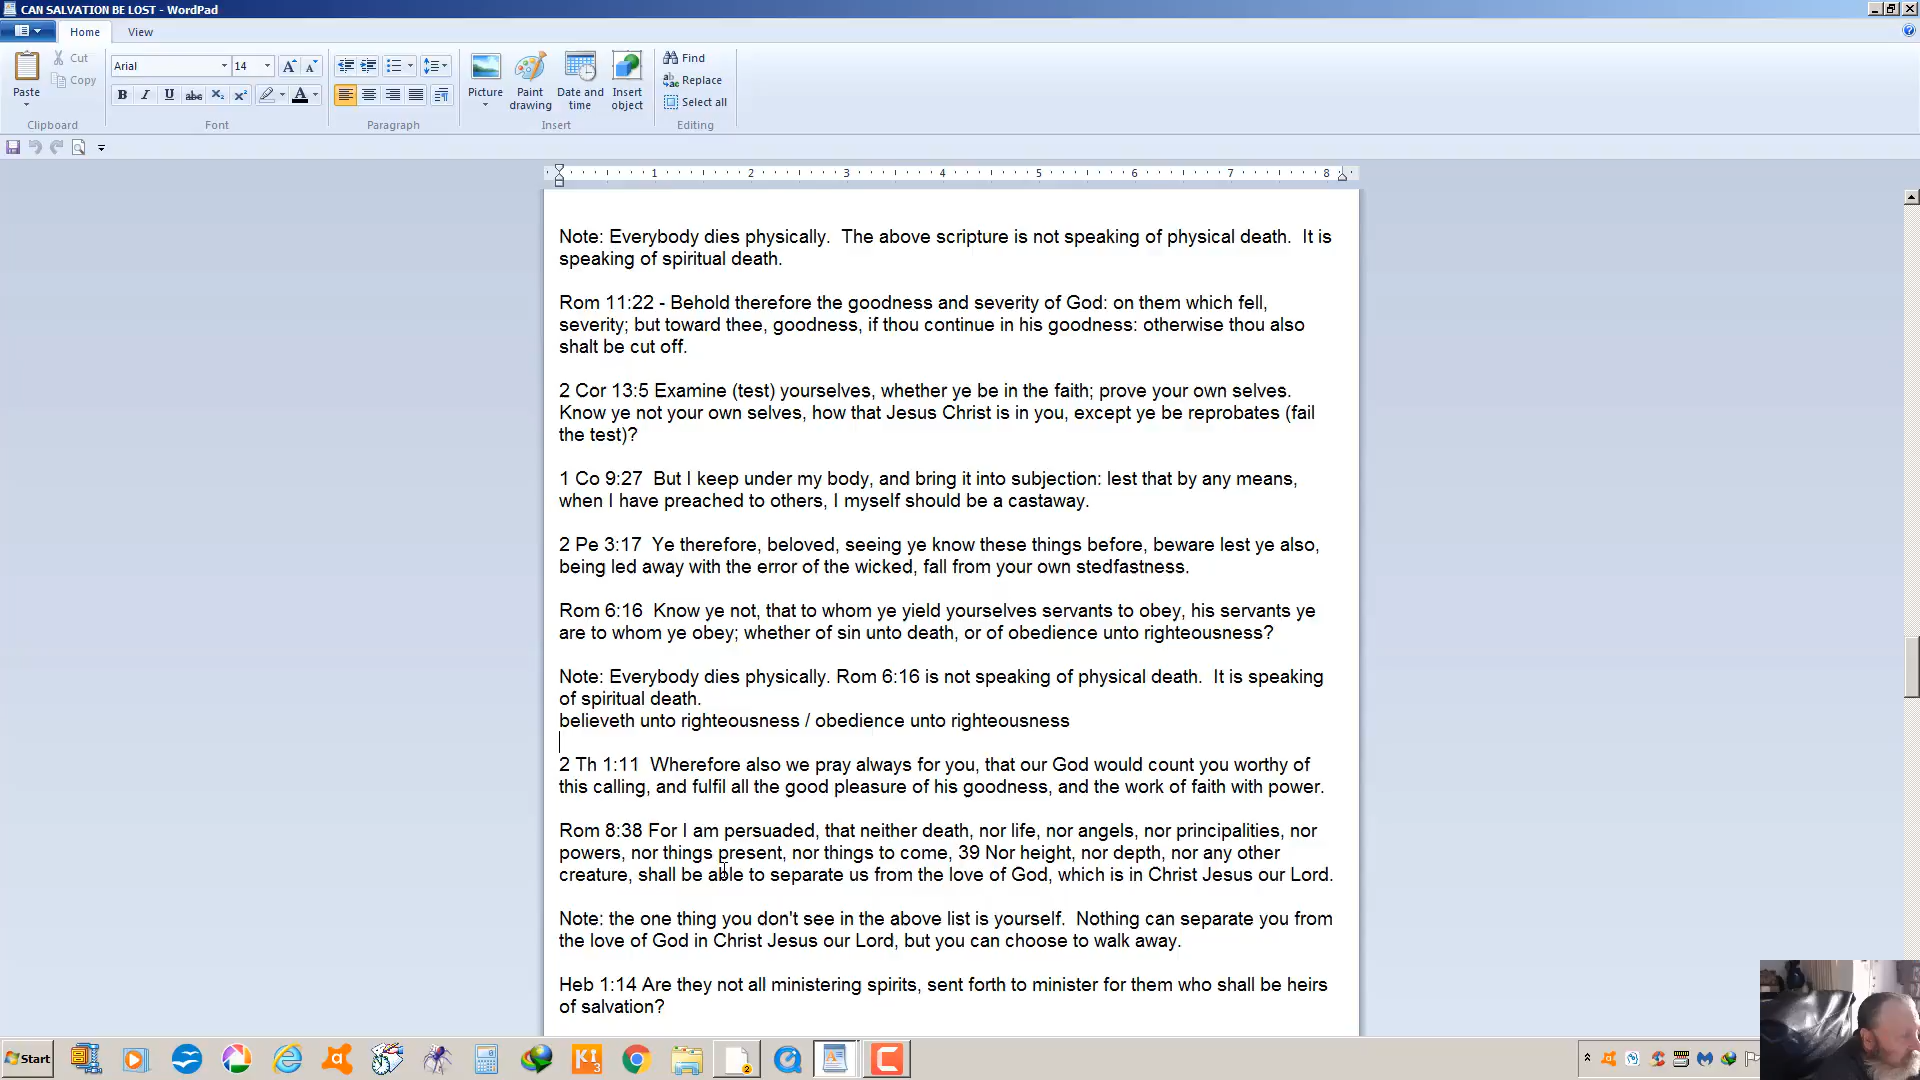 CAN SALVATION BE LOST - WordPad
Home
View
Paste
Cut
Copy
Clipboard
Arial
14
Font
Paragraph
Picture
Paint drawing
Date and time
Insert object
Insert
Find
Replace
Select all
Editing
1 2 3 4 5 6 7 8
Note: Everybody dies physically.  The above scripture is not speaking of physical death.  It is
speaking of spiritual death.
Rom 11:22 - Behold therefore the goodness and severity of God: on them which fell,
severity; but toward thee, goodness, if thou continue in his goodness: otherwise thou also
shalt be cut off.
2 Cor 13:5 Examine (test) yourselves, whether ye be in the faith; prove your own selves.
Know ye not your own selves, how that Jesus Christ is in you, except ye be reprobates (fail
the test)?
1 Co 9:27  But I keep under my body, and bring it into subjection: lest that by any means,
when I have preached to others, I myself should be a castaway.
2 Pe 3:17  Ye therefore, beloved, seeing ye know these things before, beware lest ye also,
being led away with the error of the wicked, fall from your own stedfastness.
Rom 6:16  Know ye not, that to whom ye yield yourselves servants to obey, his servants ye
are to whom ye obey; whether of sin unto death, or of obedience unto righteousness?
Note: Everybody dies physically. Rom 6:16 is not speaking of physical death.  It is speaking
of spiritual death.
believeth unto righteousness / obedience unto righteousness
2 Th 1:11  Wherefore also we pray always for you, that our God would count you worthy of
this calling, and fulfil all the good pleasure of his goodness, and the work of faith with power.
Rom 8:38 For I am persuaded, that neither death, nor life, nor angels, nor principalities, nor
powers, nor things present, nor things to come, 39 Nor height, nor depth, nor any other
creature, shall be able to separate us from the love of God, which is in Christ Jesus our Lord.
Note: the one thing you don't see in the above list is yourself.  Nothing can separate you from
the love of God in Christ Jesus our Lord, but you can choose to walk away.
Heb 1:14 Are they not all ministering spirits, sent forth to minister for them who shall be heirs
of salvation?
Start